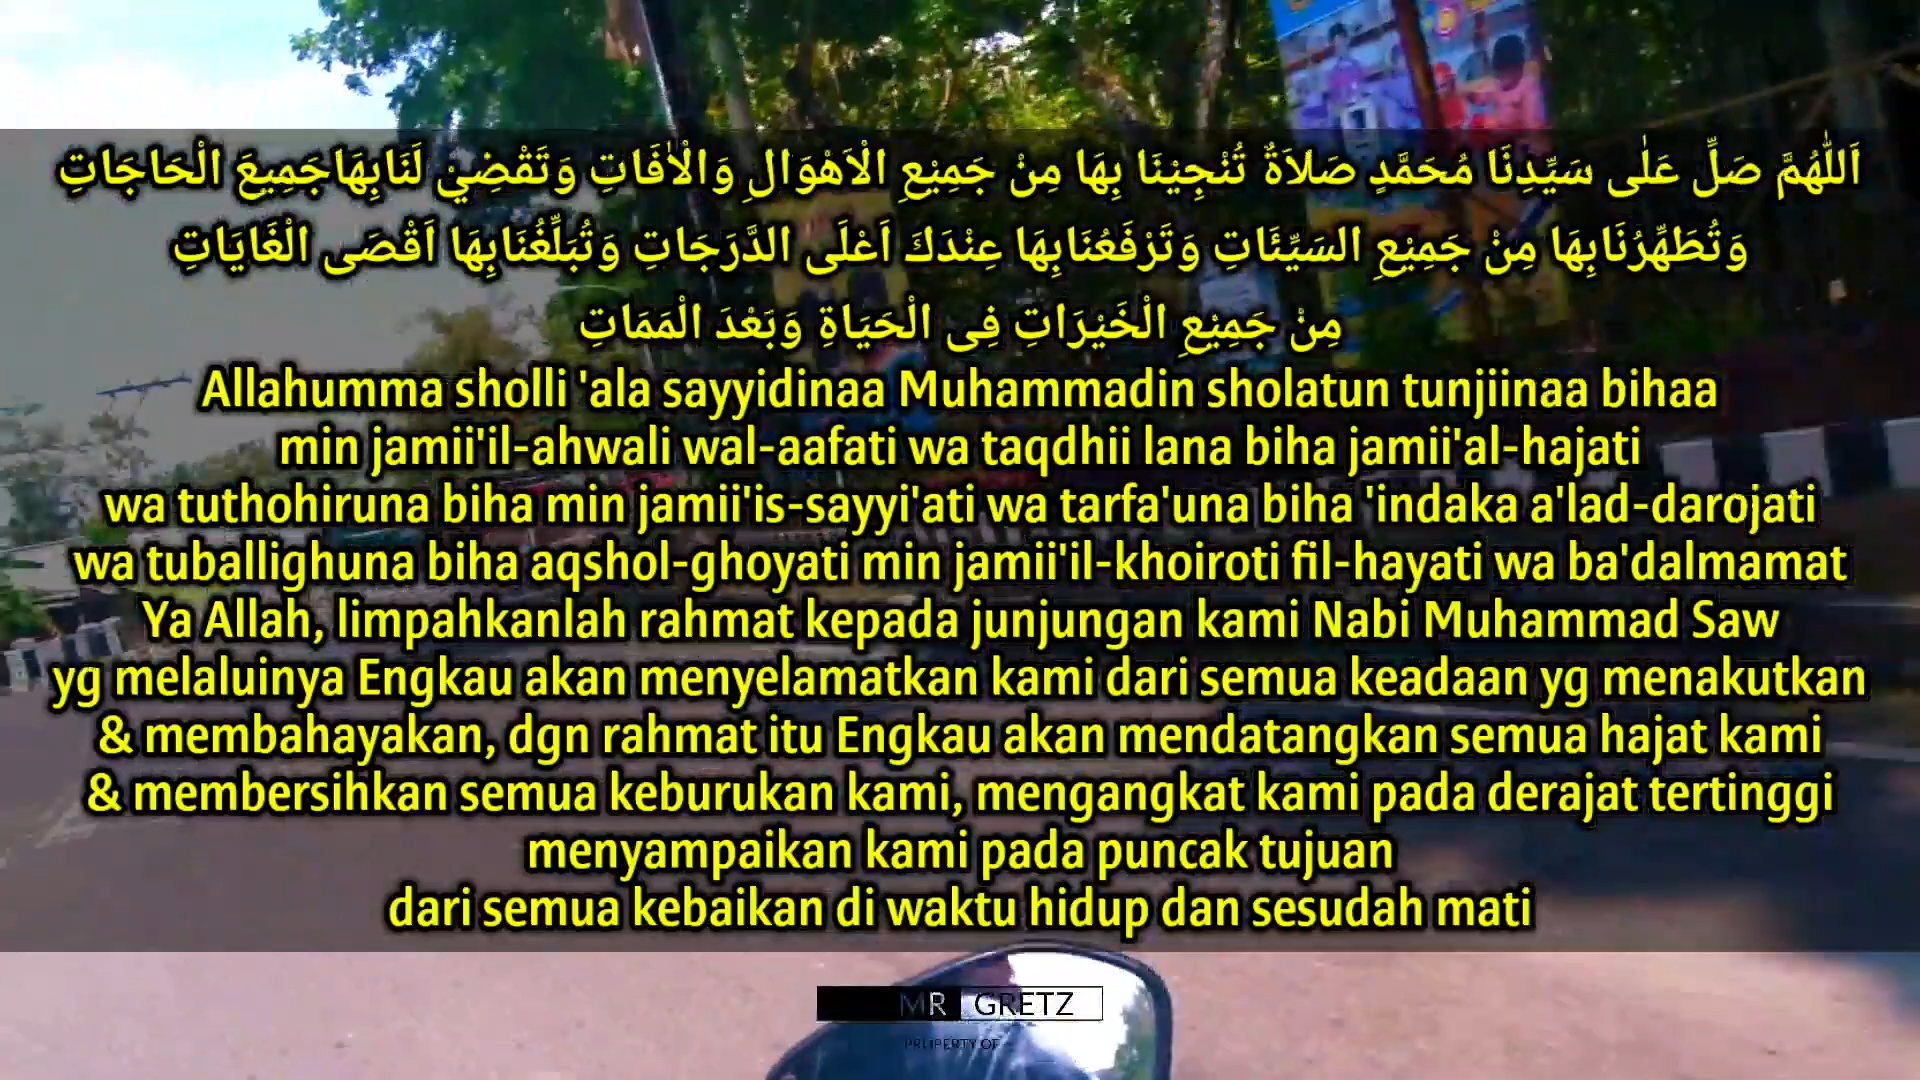 اَللّٰهُمَّ صَلِّ عَلٰى سَيِّدِنَا مُحَمَّدٍ صَلاَةٌ تُنْجِيْنَا بِهَا مِنْ جَمِيْعِ الْاَهْوَالِ وَالْاٰفَاتِ وَتَقْضِيْ لَنَابِهَاجَمِيعَ الْحَاجَاتِ
وَتُطَهِّرُنَابِهَا مِنْ جَمِيْعِ السَيِّئَاتِ وَتَرْفَعُنَابِهَا عِنْدَكَ اَعْلَى الدَّرَجَاتِ وَتُبَلِّغُنَابِهَا اَقْصَى الْغَايَاتِ
مِنْ جَمِيْعِ الْخَيْرَاتِ فِى الْحَيَاةِ وَبَعْدَ الْمَمَاتِ
Allahumma sholli 'ala sayyidinaa Muhammadin sholatun tunjiinaa bihaa
min jamii'il-ahwali wal-aafati wa taqdhii lana biha jamii'al-hajati
wa tuthohiruna biha min jamii'is-sayyi'ati wa tarfa'una biha 'indaka a'lad-darojati
wa tuballighuna biha aqshol-ghoyati min jamii'il-khoiroti fil-hayati wa ba'dalmamat
Ya Allah, limpahkanlah rahmat kepada junjungan kami Nabi Muhammad Saw
yg melaluinya Engkau akan menyelamatkan kami dari semua keadaan yg menakutkan
& membahayakan, dgn rahmat itu Engkau akan mendatangkan semua hajat kami
& membersihkan semua keburukan kami, mengangkat kami pada derajat tertinggi
menyampaikan kami pada puncak tujuan
dari semua kebaikan di waktu hidup dan sesudah mati
MR GRETZ
PROPERTY OF